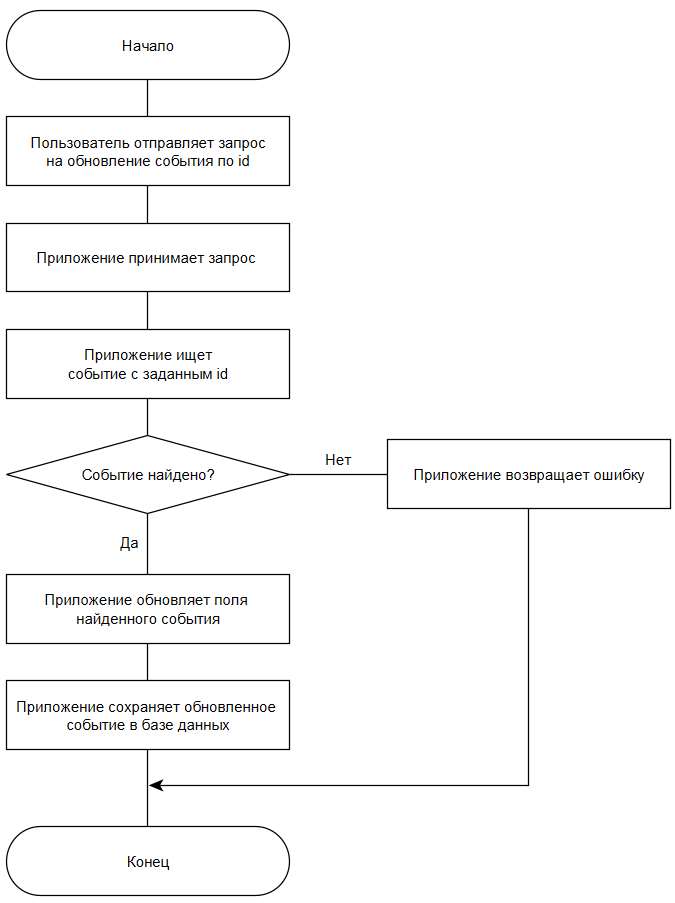 Начало
Пользователь отправляет запрос
на обновление события по id
Приложение принимает запрос
Приложение ищет
событие с заданным id
Событие найдено?
Нет
Приложение возвращает ошибку
Да
Приложение обновляет поля
найденного события
Приложение сохраняет обновленное
событие в базе данных
Конец